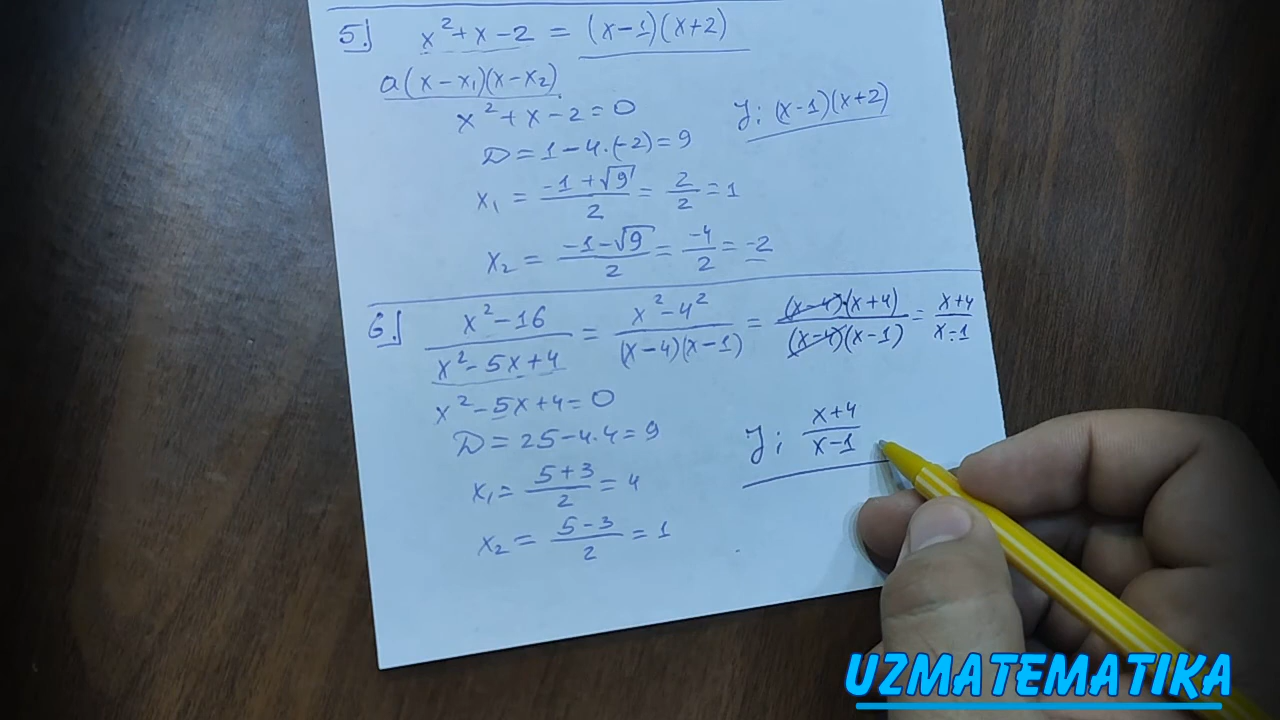 5.) x² + x - 2 = (x-1)(x+2)
a(x-x₁)(x-x₂)
x² + x - 2 = 0
J: (x-1)(x+2)
D = 1 - 4·(-2) = 9
x₁ = (-1+√9)/2 = 2/2 = 1
x₂ = (-1-√9)/2 = -4/2 = -2
6.) (x²-16)/(x²-5x+4) = (x²-4²)/((x-4)(x-1)) = ((x-4)·(x+4))/((x-4)(x-1)) = (x+4)/(x-1)
x² - 5x + 4 = 0
D = 25 - 4·4 = 9
J: (x+4)/(x-1)
x₁ = (5+3)/2 = 4
x₂ = (5-3)/2 = 1
UZMATEMATIKA